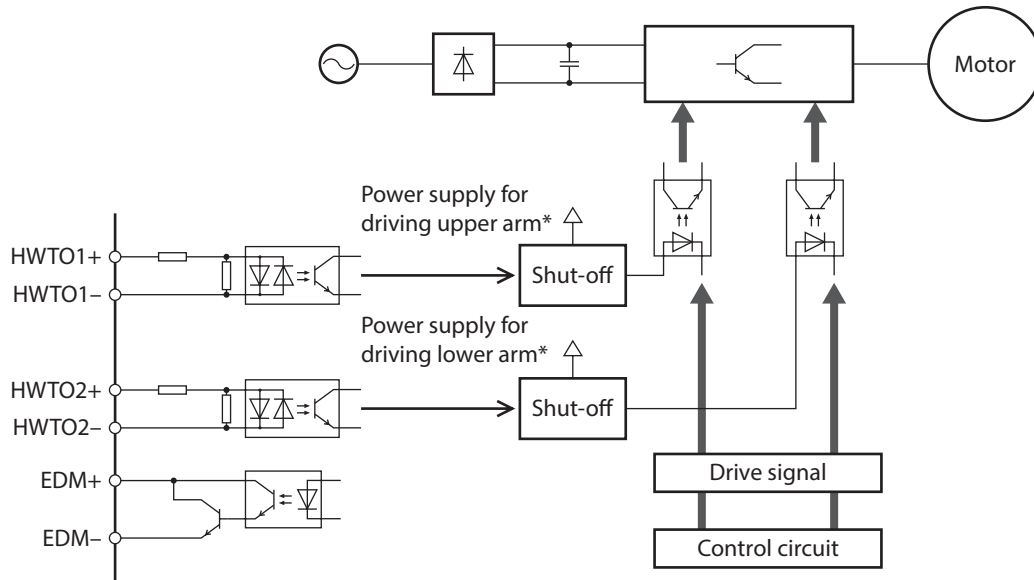 Motor
Power supply for
driving upper arm*
HWTO1+
HWTO1−
Shut-off
Power supply for
driving lower arm*
HWTO2+
HWTO2−
Shut-off
EDM+
EDM−
Drive signal
Control circuit